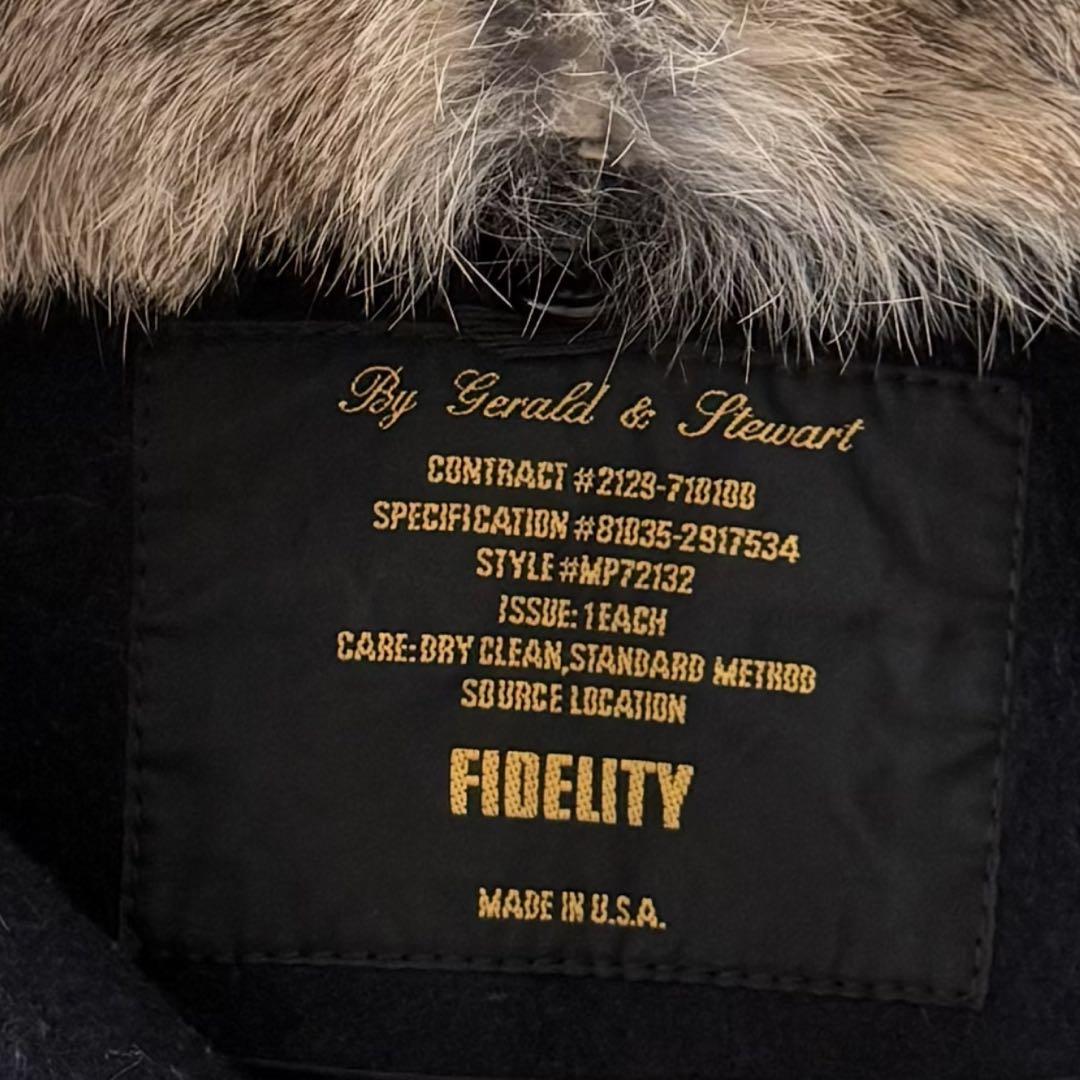 By Gerald & Stewart
CONTRACT #2129-710100
SPECIFICATION #81035-2917534
STYLE #MP72132
ISSUE: 1 EACH
CARE: DRY CLEAN, STANDARD METHOD
SOURCE LOCATION
FIDELITY
MADE IN U.S.A.